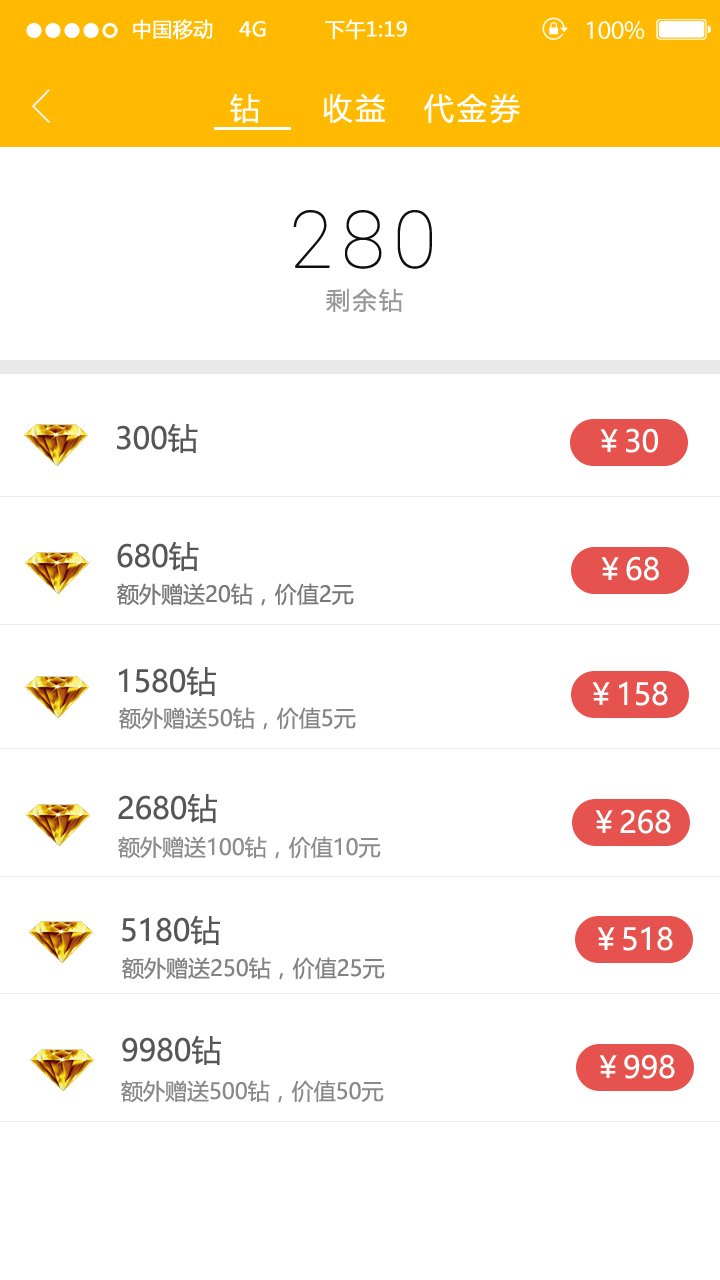 中国移动 4G 下午1:19 100%
钻 收益 代金券
280
剩余钻
300钻 ¥30
680钻 ¥68
额外赠送20钻，价值2元
1580钻 ¥158
额外赠送50钻，价值5元
2680钻 ¥268
额外赠送100钻，价值10元
5180钻 ¥518
额外赠送250钻，价值25元
9980钻 ¥998
额外赠送500钻，价值50元